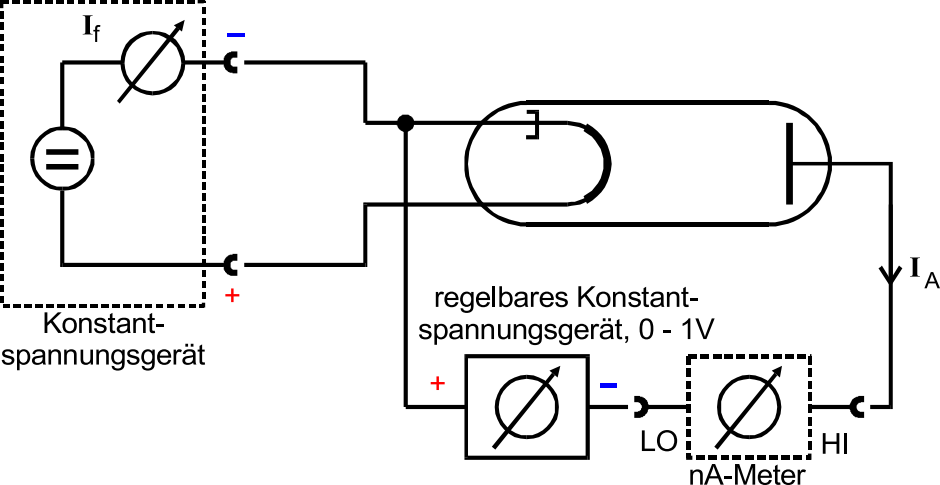 If
−
+
Konstant-
spannungsgerät
regelbares Konstant-
spannungsgerät, 0 - 1V
+
−
LO
HI
nA-Meter
IA